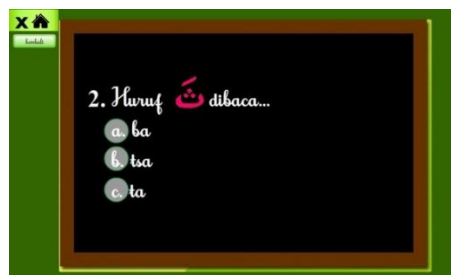 X
2. Huruf ثَ dibaca...
a. ba
b. tsa
c. ta